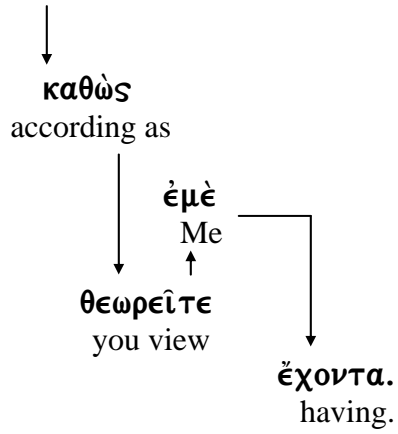 καθὼς
according as
ἐμὲ
Me
θεωρεῖτε
you view
ἔχοντα.
having.